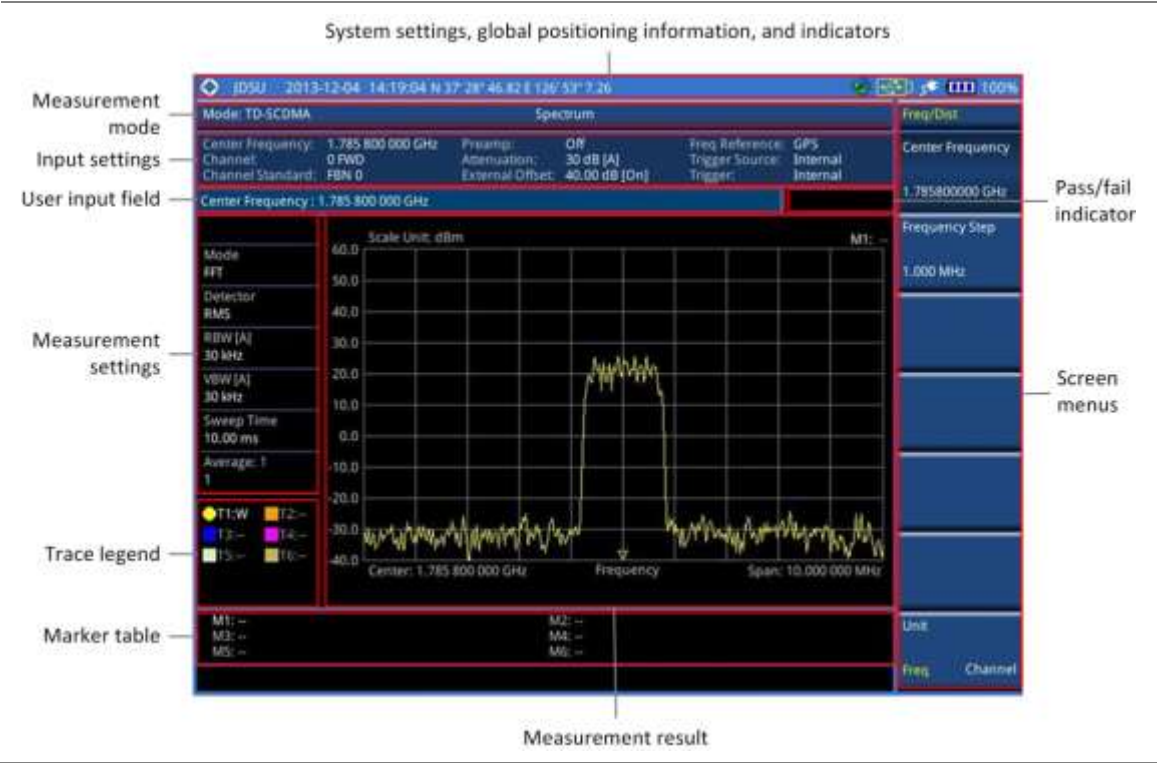 System settings, global positioning information, and indicators
JDSU 2013-12-04 14:19:04 N 37° 28" 46.82 E 126° 53" 7.26 100%
Measurement mode
Mode: TD-SCDMA Spectrum
Freq/Dist
Input settings
Center Frequency: 1.785 800 000 GHz Preamp: Off Freq Reference: GPS
Channel: 0 FWD Attenuation: 30 dB [A] Trigger Source: Internal
Channel Standard: FBN 0 External Offset: 40.00 dB [On] Trigger: Internal
Center Frequency
1.785800000 GHz
User input field
Center Frequency : 1.785 800 000 GHz
Pass/fail indicator
Frequency Step
1.000 MHz
Measurement settings
Mode
FFT
Detector
RMS
RBW [A]
30 kHz
VBW [A]
30 kHz
Sweep Time
10.00 ms
Average: 1
1
Scale Unit: dBm M1: --
60.0
50.0
40.0
30.0
20.0
10.0
0.0
-10.0
-20.0
-30.0
-40.0
Center: 1.785 800 000 GHz Frequency Span: 10.000 000 MHz
Screen menus
Trace legend
T1:W T2:--
T3:-- T4:--
T5:-- T6:--
Marker table
M1: -- M2: --
M3: -- M4: --
M5: -- M6: --
Unit
Freq Channel
Measurement result